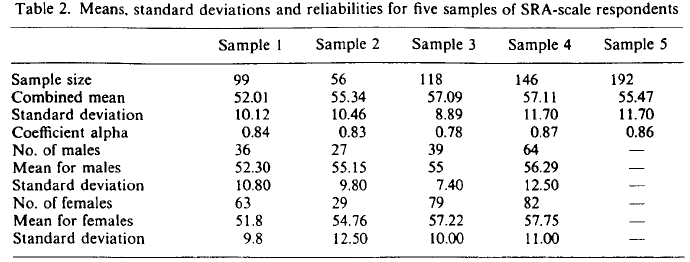 Table 2. Means, standard deviations and reliabilities for five samples of SRA-scale respondents
Sample 1 Sample 2 Sample 3 Sample 4 Sample 5
Sample size 99 56 118 146 192
Combined mean 52.01 55.34 57.09 57.11 55.47
Standard deviation 10.12 10.46 8.89 11.70 11.70
Coefficient alpha 0.84 0.83 0.78 0.87 0.86
No. of males 36 27 39 64 —
Mean for males 52.30 55.15 55 56.29 —
Standard deviation 10.80 9.80 7.40 12.50 —
No. of females 63 29 79 82 —
Mean for females 51.8 54.76 57.22 57.75 —
Standard deviation 9.8 12.50 10.00 11.00 —